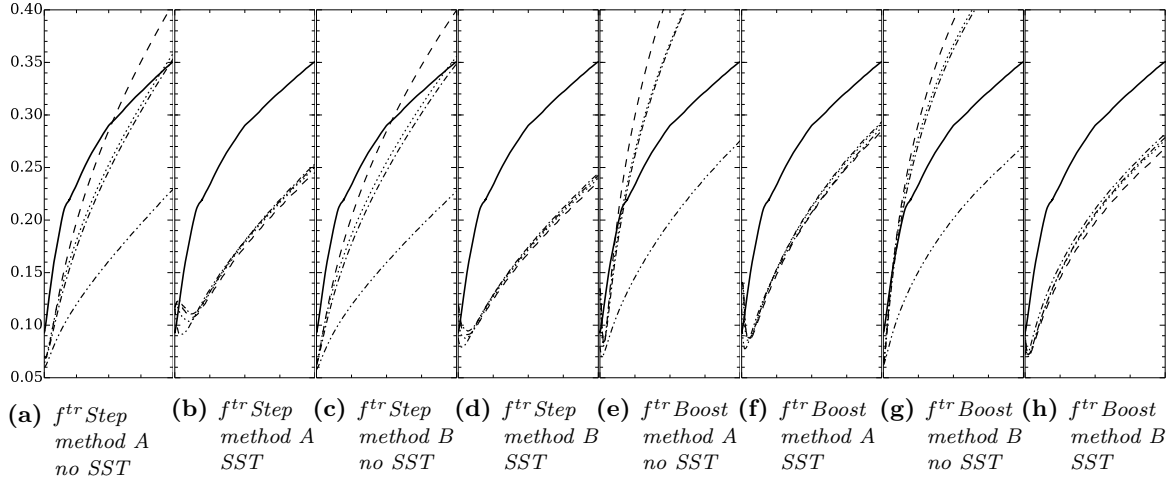 0.40
0.35
0.30
0.25
0.20
0.15
0.10
0.05
(a) f^{tr} Step
method A
no SST
(b) f^{tr} Step
method A
SST
(c) f^{tr} Step
method B
no SST
(d) f^{tr} Step
method B
SST
(e) f^{tr} Boost
method A
no SST
(f) f^{tr} Boost
method A
SST
(g) f^{tr} Boost
method B
no SST
(h) f^{tr} Boost
method B
SST